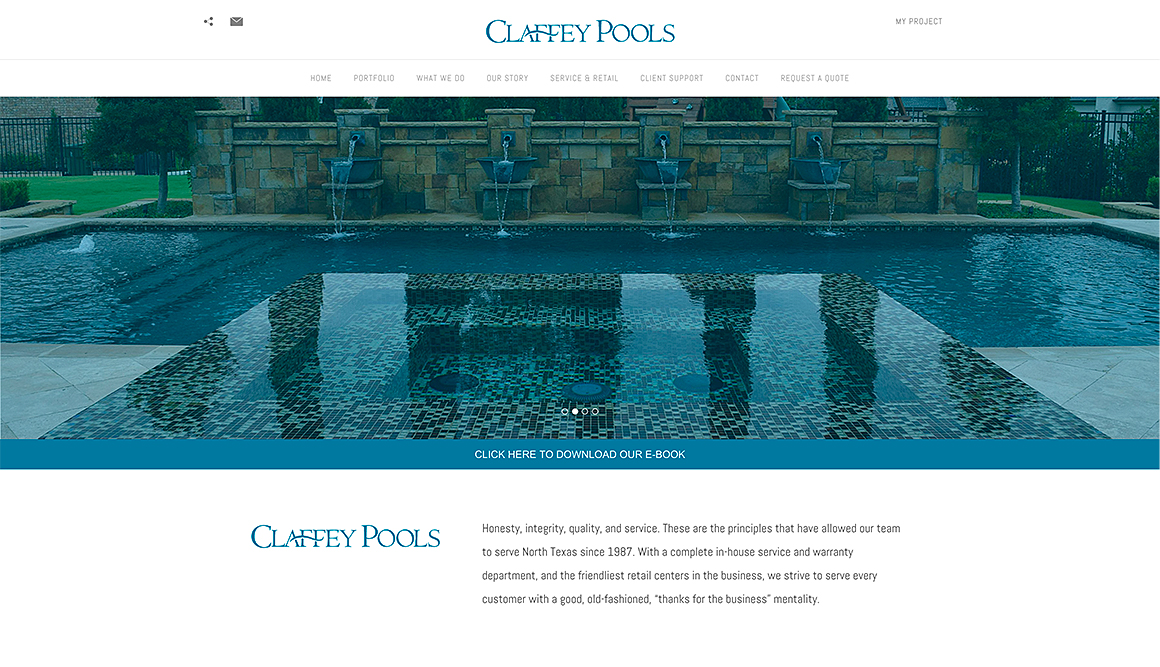 CLAFFEY POOLS
MY PROJECT
HOME PORTFOLIO WHAT WE DO OUR STORY SERVICE & RETAIL CLIENT SUPPORT CONTACT REQUEST A QUOTE
CLICK HERE TO DOWNLOAD OUR E-BOOK
CLAFFEY POOLS
Honesty, integrity, quality, and service. These are the principles that have allowed our team
to serve North Texas since 1987. With a complete in-house service and warranty
department, and the friendliest retail centers in the business, we strive to serve every
customer with a good, old-fashioned, “thanks for the business” mentality.